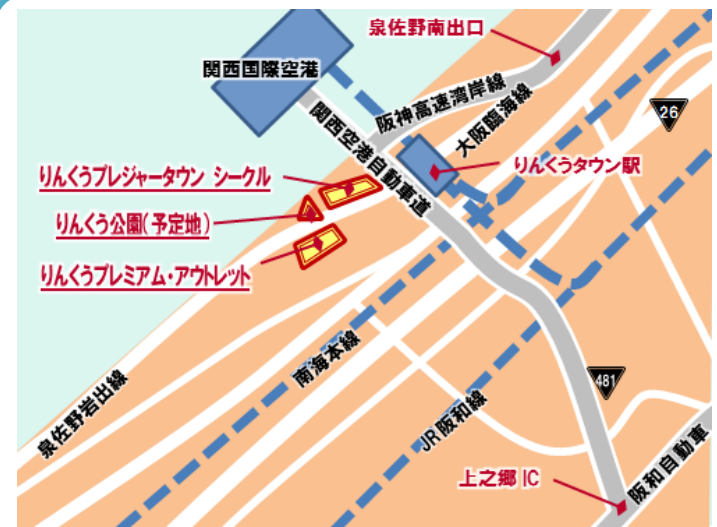 泉佐野南出口
関西国際空港
阪神高速湾岸線
大阪臨海線
26
関西空港自動車道
りんくうタウン駅
りんくうプレジャータウン シークル
りんくう公園(予定地)
りんくうプレミアム・アウトレット
南海本線
481
泉佐野岩出線
JR阪和線
上之郷 IC
阪和自動車